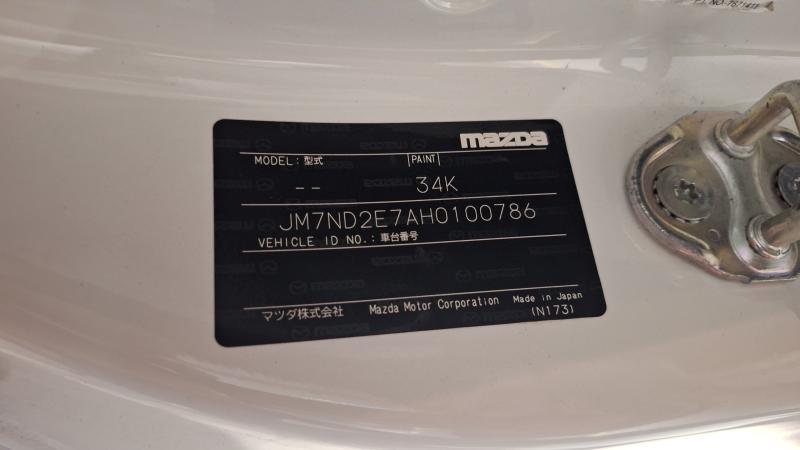 mazda
MODEL：型式 PAINT
-- 34K
JM7ND2E7AH0100786
VEHICLE ID NO.：車台番号
マツダ株式会社 Mazda Motor Corporation Made in Japan
(N173)